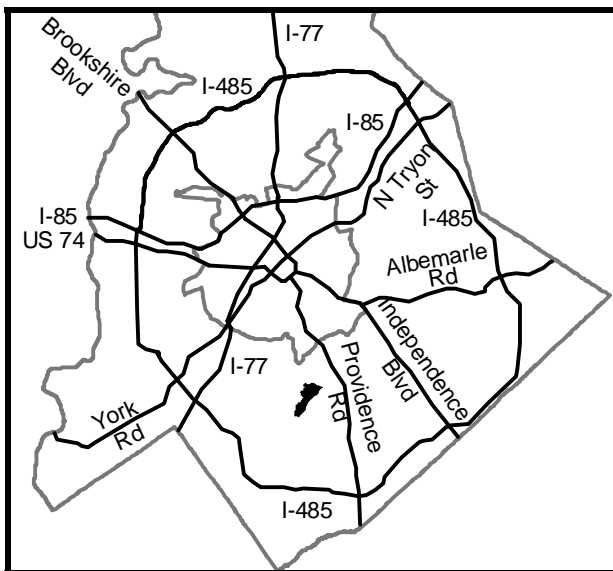 I-77
Brookshire
Blvd
I-485
I-85
N Tryon
St
I-85
US 74
I-485
Albemarle
Rd
Independence
Blvd
Providence
Rd
I-77
York
Rd
I-485